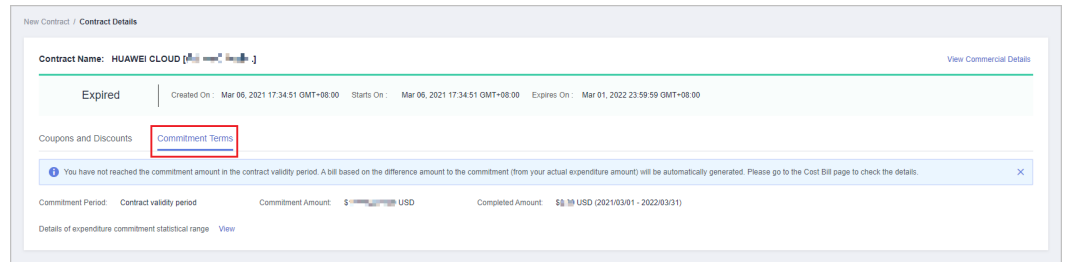 New Contract / Contract Details
Contract Name: HUAWEI CLOUD [ .]
View Commercial Details
Expired Created On : Mar 06, 2021 17:34:51 GMT+08:00 Starts On : Mar 06, 2021 17:34:51 GMT+08:00 Expires On : Mar 01, 2022 23:59:59 GMT+08:00
Coupons and Discounts Commitment Terms
You have not reached the commitment amount in the contract validity period. A bill based on the difference amount to the commitment (from your actual expenditure amount) will be automatically generated. Please go to the Cost Bill page to check the details.
Commitment Period: Contract validity period Commitment Amount: $ USD Completed Amount: $ USD (2021/03/01 - 2022/03/31)
Details of expenditure commitment statistical range View